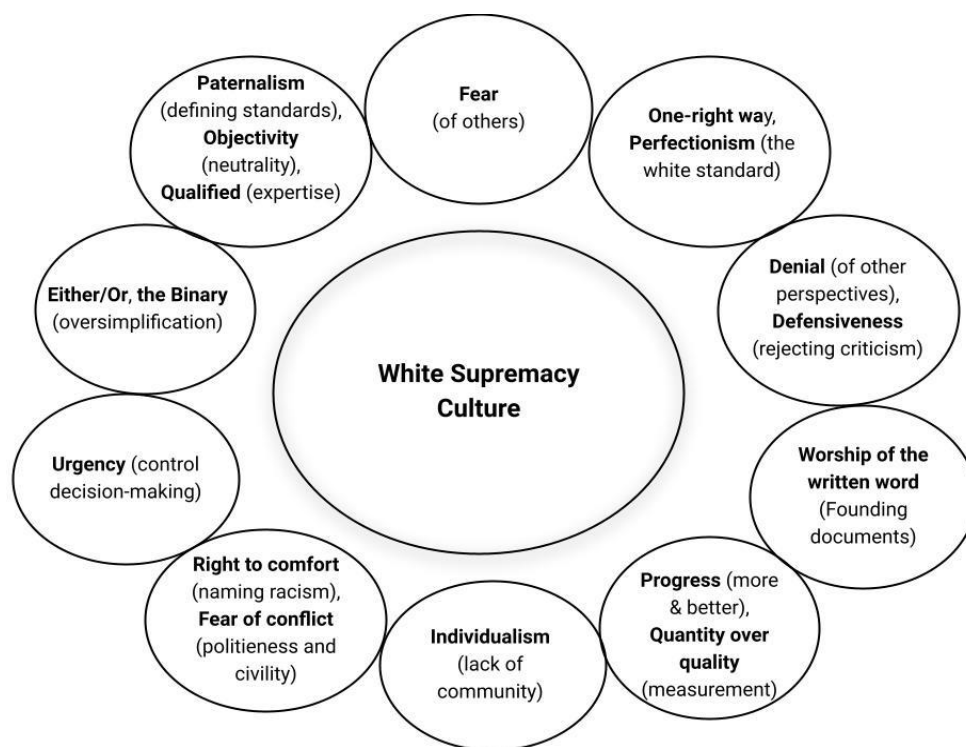 Fear
(of others)
One-right way,
Perfectionism (the
white standard)
Denial (of other
perspectives),
Defensiveness
(rejecting criticism)
Worship of the
written word
(Founding
documents)
Progress (more
& better),
Quantity over
quality
(measurement)
Individualism
(lack of
community)
Right to comfort
(naming racism),
Fear of conflict
(politieness and
civility)
Urgency (control
decision-making)
Either/Or, the Binary
(oversimplification)
Paternalism
(defining standards),
Objectivity
(neutrality),
Qualified (expertise)
White Supremacy
Culture